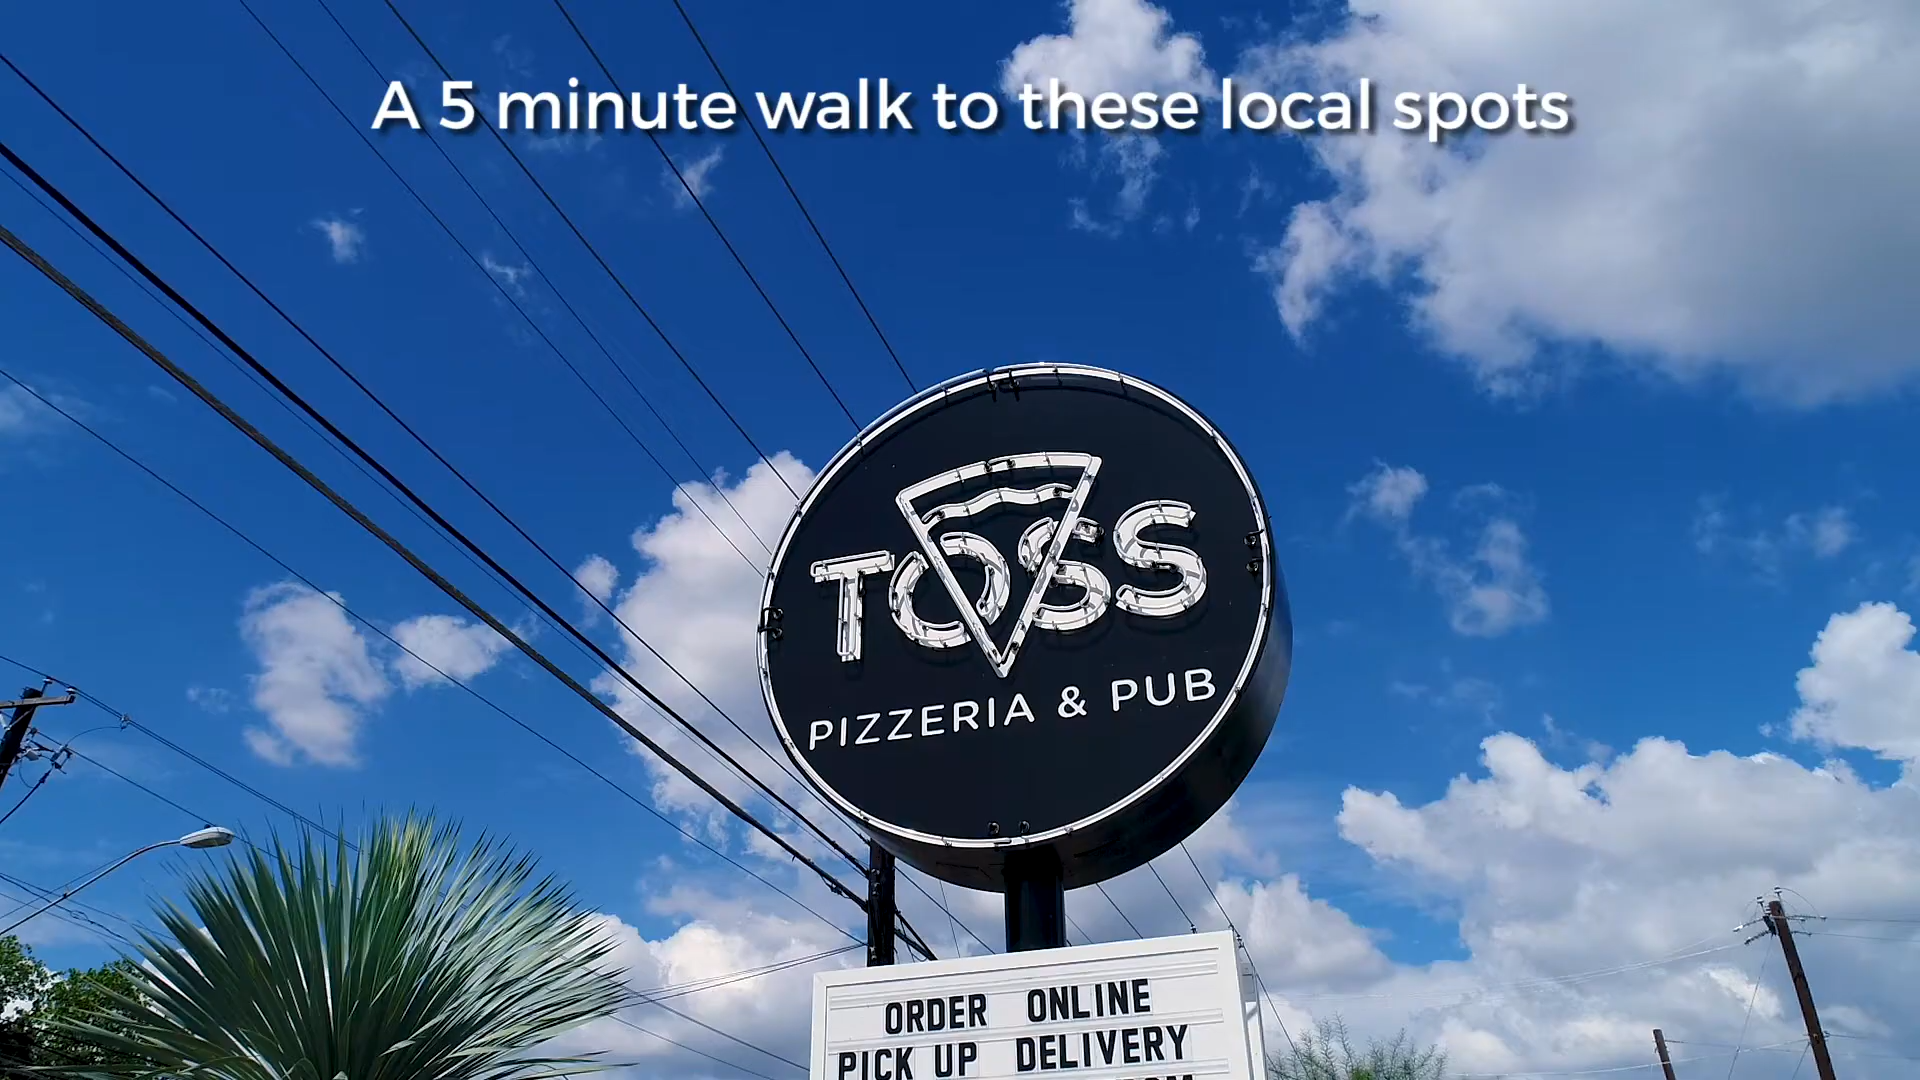 A 5 minute walk to these local spots
TOSS
PIZZERIA & PUB
ORDER ONLINE
PICK UP DELIVERY